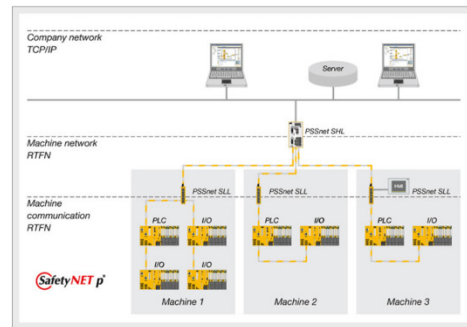 Company network
TCP/IP
Server
PSSnet SHL
Machine network
RTFN
PSSnet SLL
PSSnet SLL
HMI
PSSnet SLL
Machine
communication
RTFN
PLC
I/O
PLC
I/O
PLC
I/O
I/O
I/O
SafetyNET p®
Machine 1
Machine 2
Machine 3